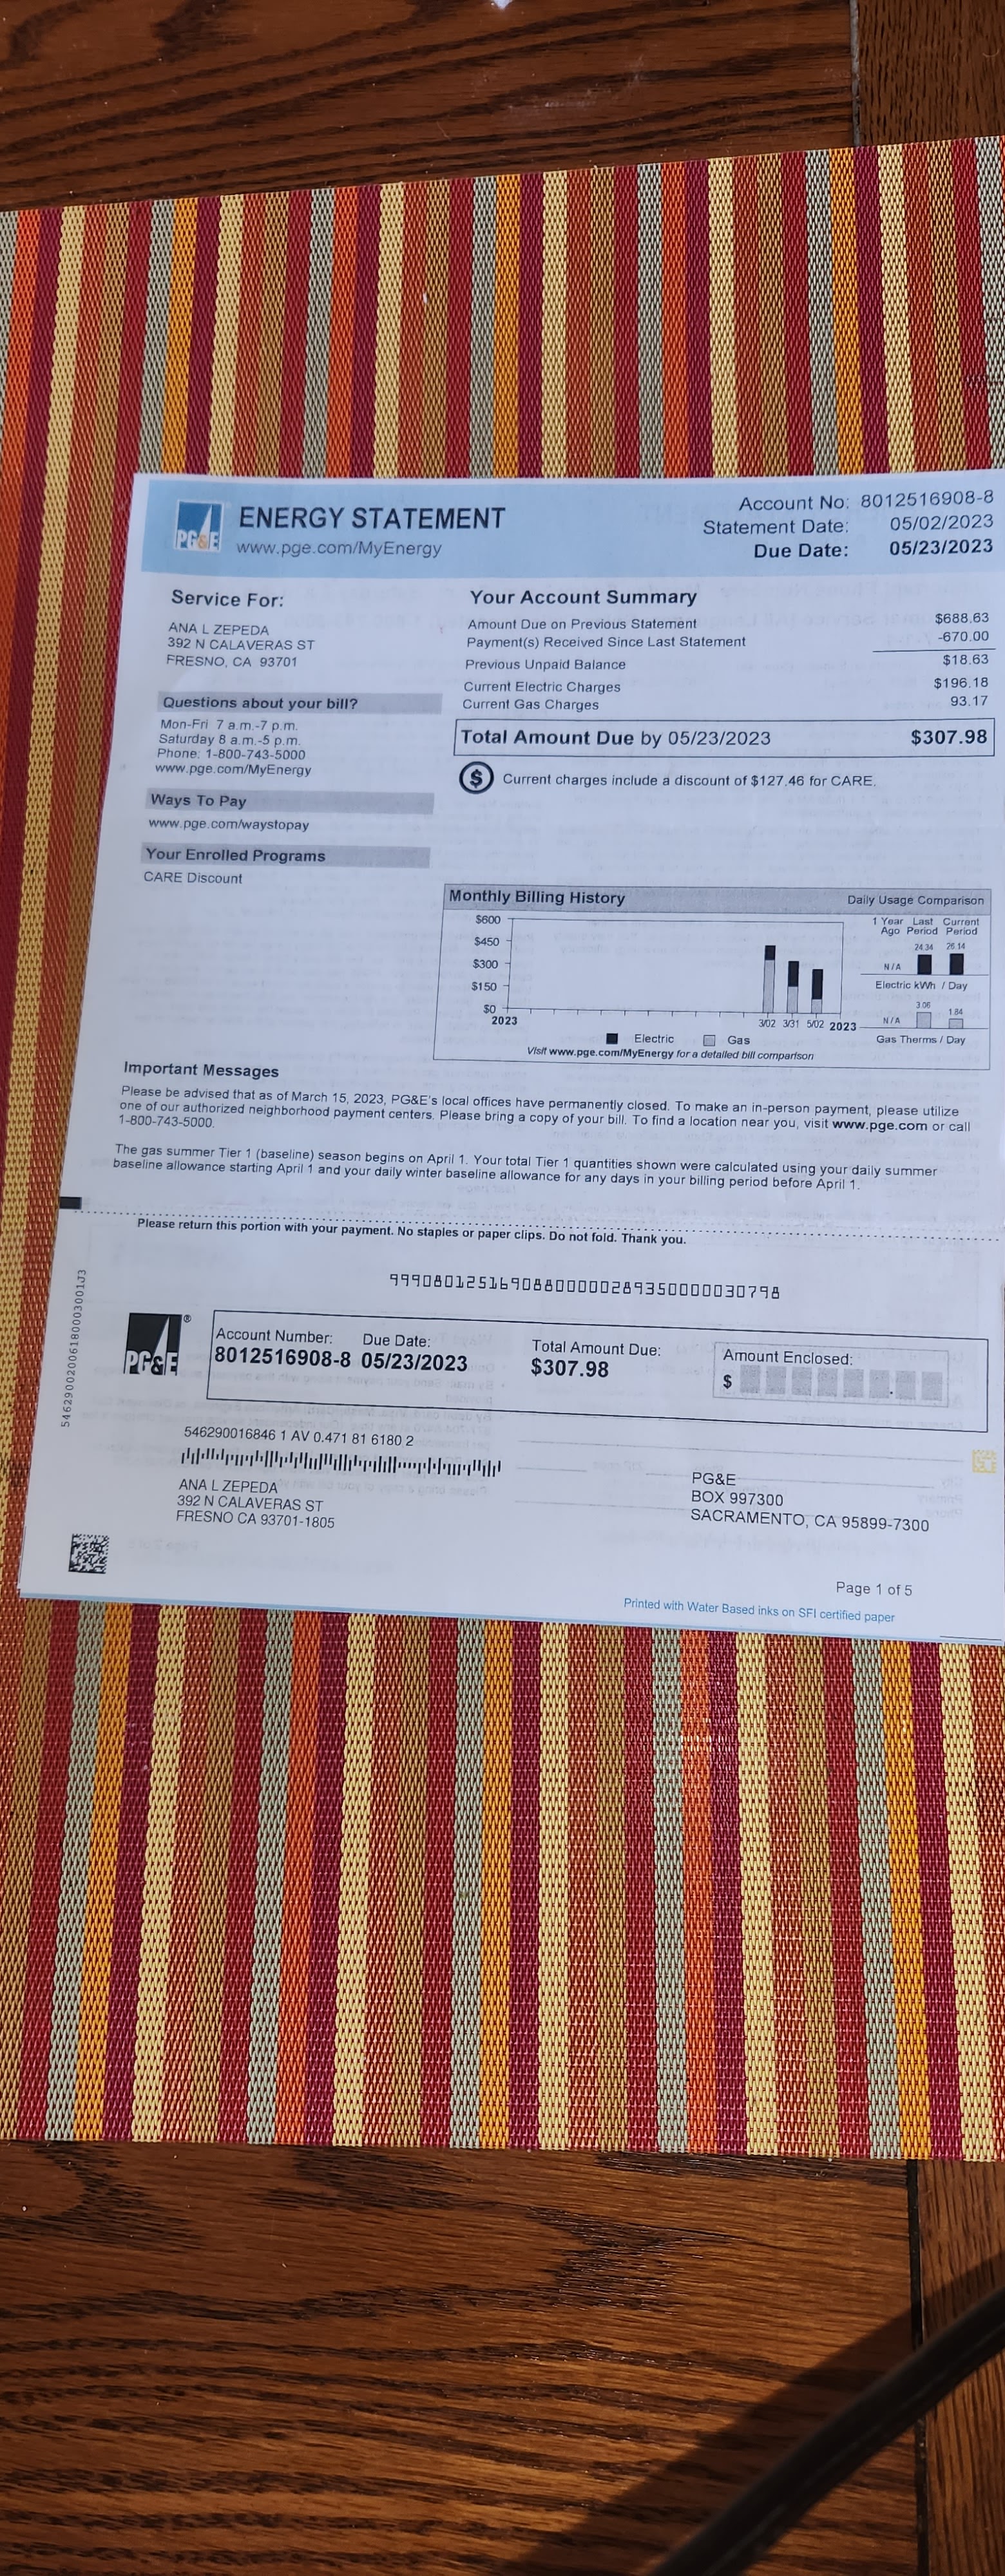 PG&E
ENERGY STATEMENT
www.pge.com/MyEnergy
Account No: 8012516908-8
Statement Date: 05/02/2023
Due Date: 05/23/2023
Service For:
ANA L ZEPEDA
392 N CALAVERAS ST
FRESNO, CA 93701
Questions about your bill?
Mon-Fri 7 a.m.-7 p.m.
Saturday 8 a.m.-5 p.m.
Phone: 1-800-743-5000
www.pge.com/MyEnergy
Ways To Pay
www.pge.com/waystopay
Your Enrolled Programs
CARE Discount
Your Account Summary
Amount Due on Previous Statement $688.63
Payment(s) Received Since Last Statement -670.00
Previous Unpaid Balance $18.63
Current Electric Charges $196.18
Current Gas Charges 93.17
Total Amount Due by 05/23/2023 $307.98
$ Current charges include a discount of $127.46 for CARE.
Monthly Billing History
$600
$450
$300
$150
$0
2023
3/02 3/31 5/02 2023
Electric Gas
Visit www.pge.com/MyEnergy for a detailed bill comparison
Daily Usage Comparison
1 Year Last Current
Ago Period Period
24.34 26.14
N/A
Electric kWh / Day
3.06
1.84
N/A
Gas Therms / Day
Important Messages
Please be advised that as of March 15, 2023, PG&E's local offices have permanently closed. To make an in-person payment, please utilize
one of our authorized neighborhood payment centers. Please bring a copy of your bill. To find a location near you, visit www.pge.com or call
1-800-743-5000.
The gas summer Tier 1 (baseline) season begins on April 1. Your total Tier 1 quantities shown were calculated using your daily summer
baseline allowance starting April 1 and your daily winter baseline allowance for any days in your billing period before April 1.
Please return this portion with your payment. No staples or paper clips. Do not fold. Thank you.
99908012516908800000289350000030798
PG&E®
Account Number: Due Date: Total Amount Due: Amount Enclosed:
8012516908-8 05/23/2023 $307.98 $ .
546290016846 1 AV 0.471 81 6180 2
ANA L ZEPEDA
392 N CALAVERAS ST
FRESNO CA 93701-1805
PG&E
BOX 997300
SACRAMENTO, CA 95899-7300
Page 1 of 5
Printed with Water Based inks on SFI certified paper